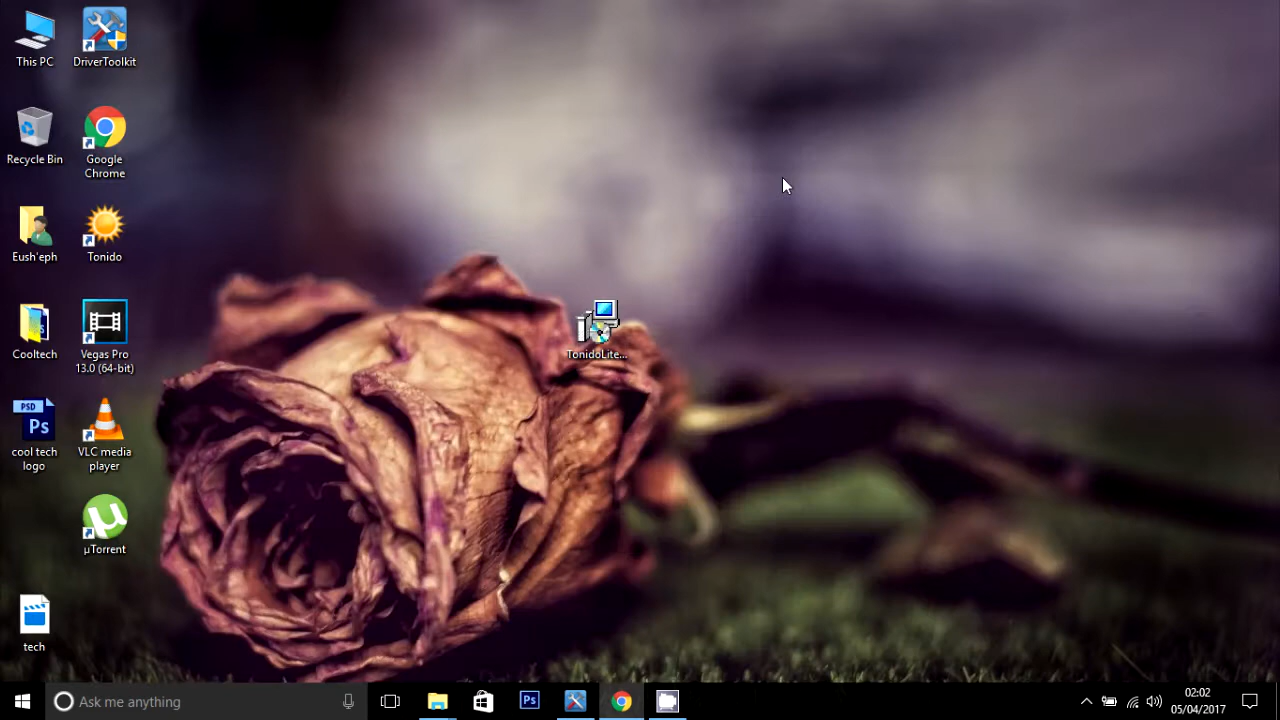 This PC
DriverToolkit
Recycle Bin
Google
Chrome
Eush'eph
Tonido
Cooltech
Vegas Pro
13.0 (64-bit)
TonidoLite...
PSD
Ps
cool tech
logo
VLC media
player
µTorrent
tech
Ask me anything
Ps
02:02
05/04/2017